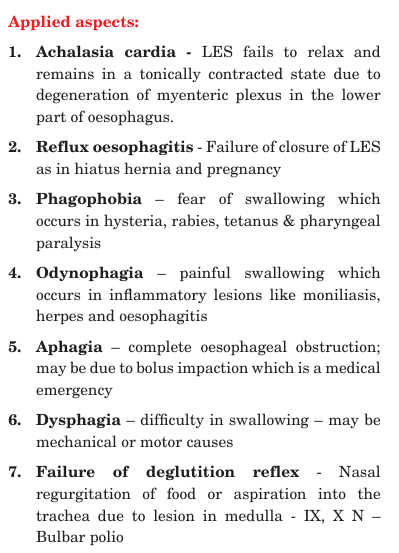 Applied aspects:
1. Achalasia cardia - LES fails to relax and
remains in a tonically contracted state due to
degeneration of myenteric plexus in the lower
part of oesophagus.
2. Reflux oesophagitis - Failure of closure of LES
as in hiatus hernia and pregnancy
3. Phagophobia – fear of swallowing which
occurs in hysteria, rabies, tetanus & pharyngeal
paralysis
4. Odynophagia – painful swallowing which
occurs in inflammatory lesions like moniliasis,
herpes and oesophagitis
5. Aphagia – complete oesophageal obstruction;
may be due to bolus impaction which is a medical
emergency
6. Dysphagia – difficulty in swallowing – may be
mechanical or motor causes
7. Failure of deglutition reflex - Nasal
regurgitation of food or aspiration into the
trachea due to lesion in medulla - IX, X N –
Bulbar polio